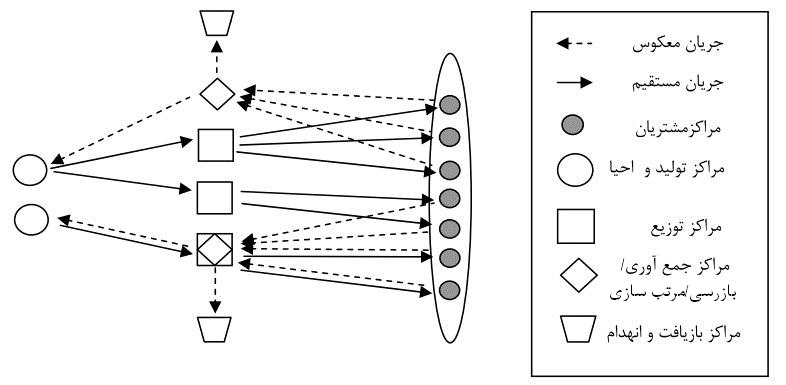 جریان معکوس
جریان مستقیم
مراکزمشتریان
مراکز تولید و احیا
مراکز توزیع
مراکز جمع آوری/
بازرسی/مرتب سازی
مراکز بازیافت و انهدام